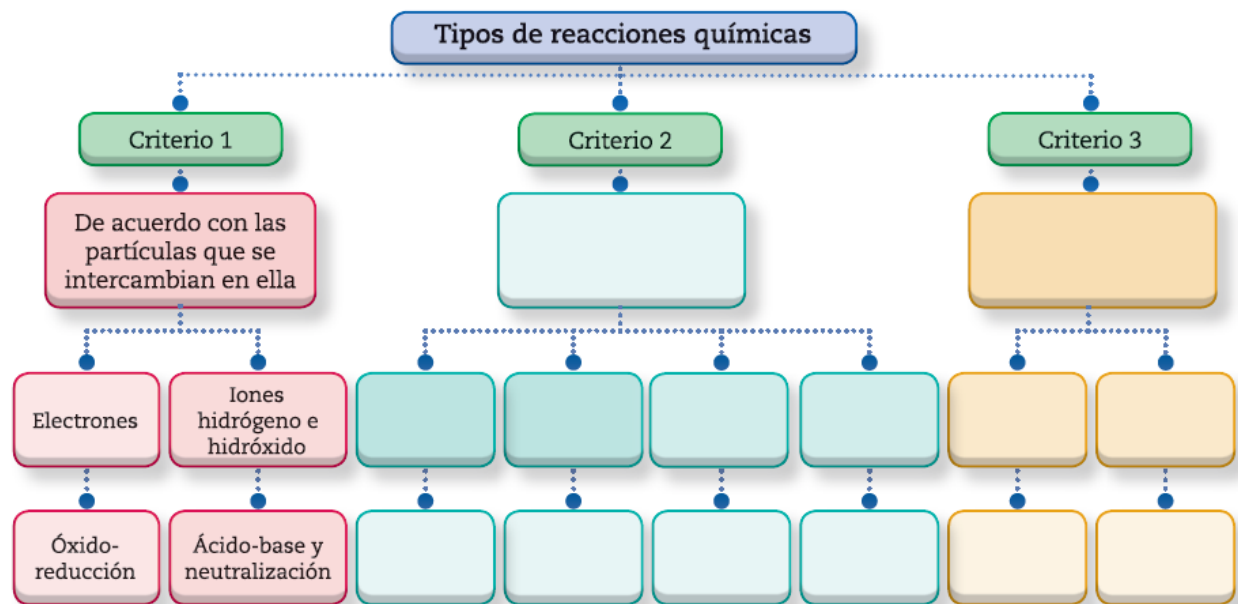 Tipos de reacciones químicas
Criterio 1
Criterio 2
Criterio 3
De acuerdo con las
partículas que se
intercambian en ella
Electrones
Iones
hidrógeno e
hidróxido
Óxido-
reducción
Ácido-base y
neutralización